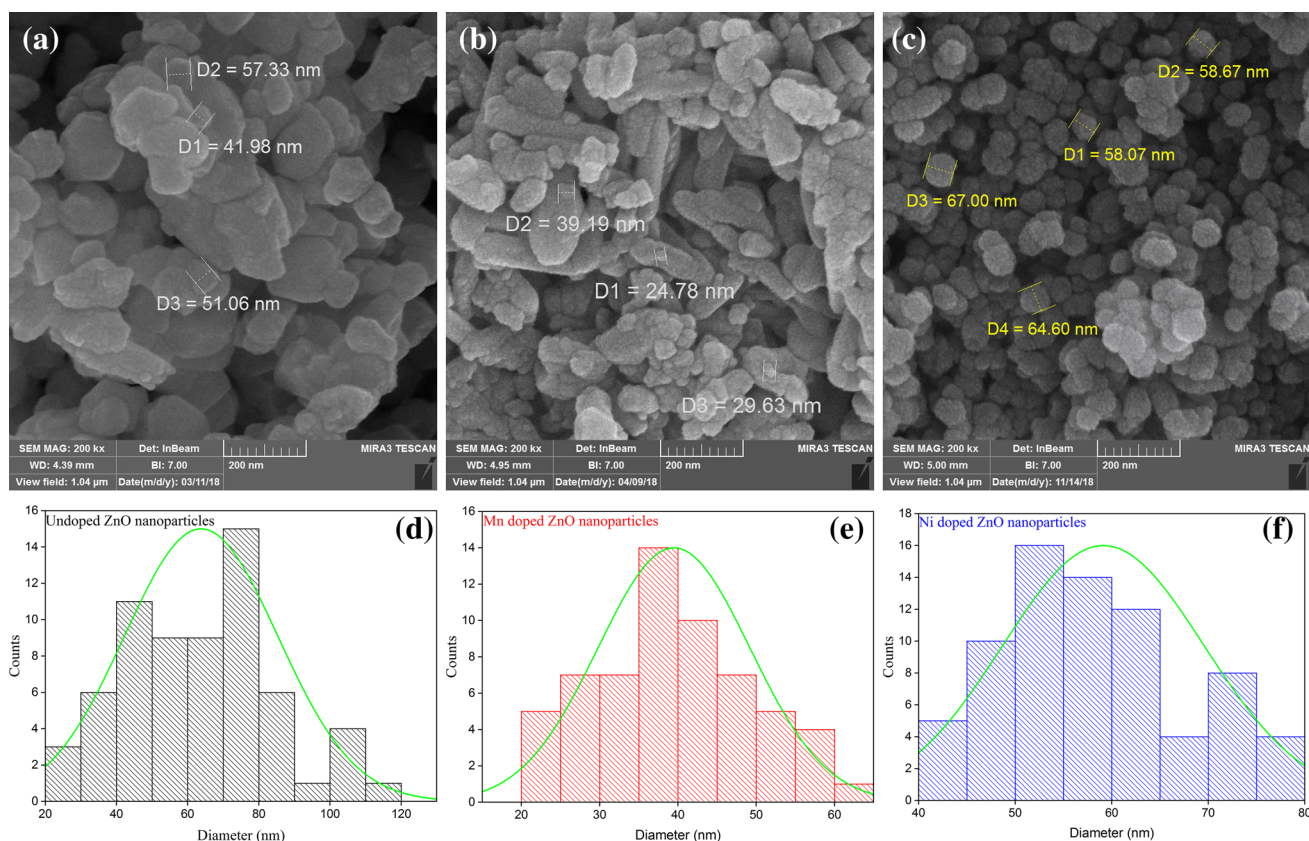 (a)
D2 = 57.33 nm
D1 = 41.98 nm
D3 = 51.06 nm
SEM MAG: 200 kx Det: InBeam MIRA3 TESCAN
WD: 4.39 mm BI: 7.00 200 nm
View field: 1.04 µm Date(m/d/y): 03/11/18
(b)
D2 = 39.19 nm
D1 = 24.78 nm
D3 = 29.63 nm
SEM MAG: 200 kx Det: InBeam MIRA3 TESCAN
WD: 4.95 mm BI: 7.00 200 nm
View field: 1.04 µm Date(m/d/y): 04/09/18
(c)
D2 = 58.67 nm
D1 = 58.07 nm
D3 = 67.00 nm
D4 = 64.60 nm
SEM MAG: 200 kx Det: InBeam MIRA3 TESCAN
WD: 5.00 mm BI: 7.00 200 nm
View field: 1.04 µm Date(m/d/y): 11/14/18
Undoped ZnO nanoparticles (d)
Counts
16
14
12
10
8
6
4
2
0
20 40 60 80 100 120
Diameter (nm)
Mn doped ZnO nanoparticles (e)
Counts
16
14
12
10
8
6
4
2
0
20 30 40 50 60
Diameter (nm)
Ni doped ZnO nanoparticles (f)
Counts
18
16
14
12
10
8
6
4
2
0
40 50 60 70 80
Diameter (nm)